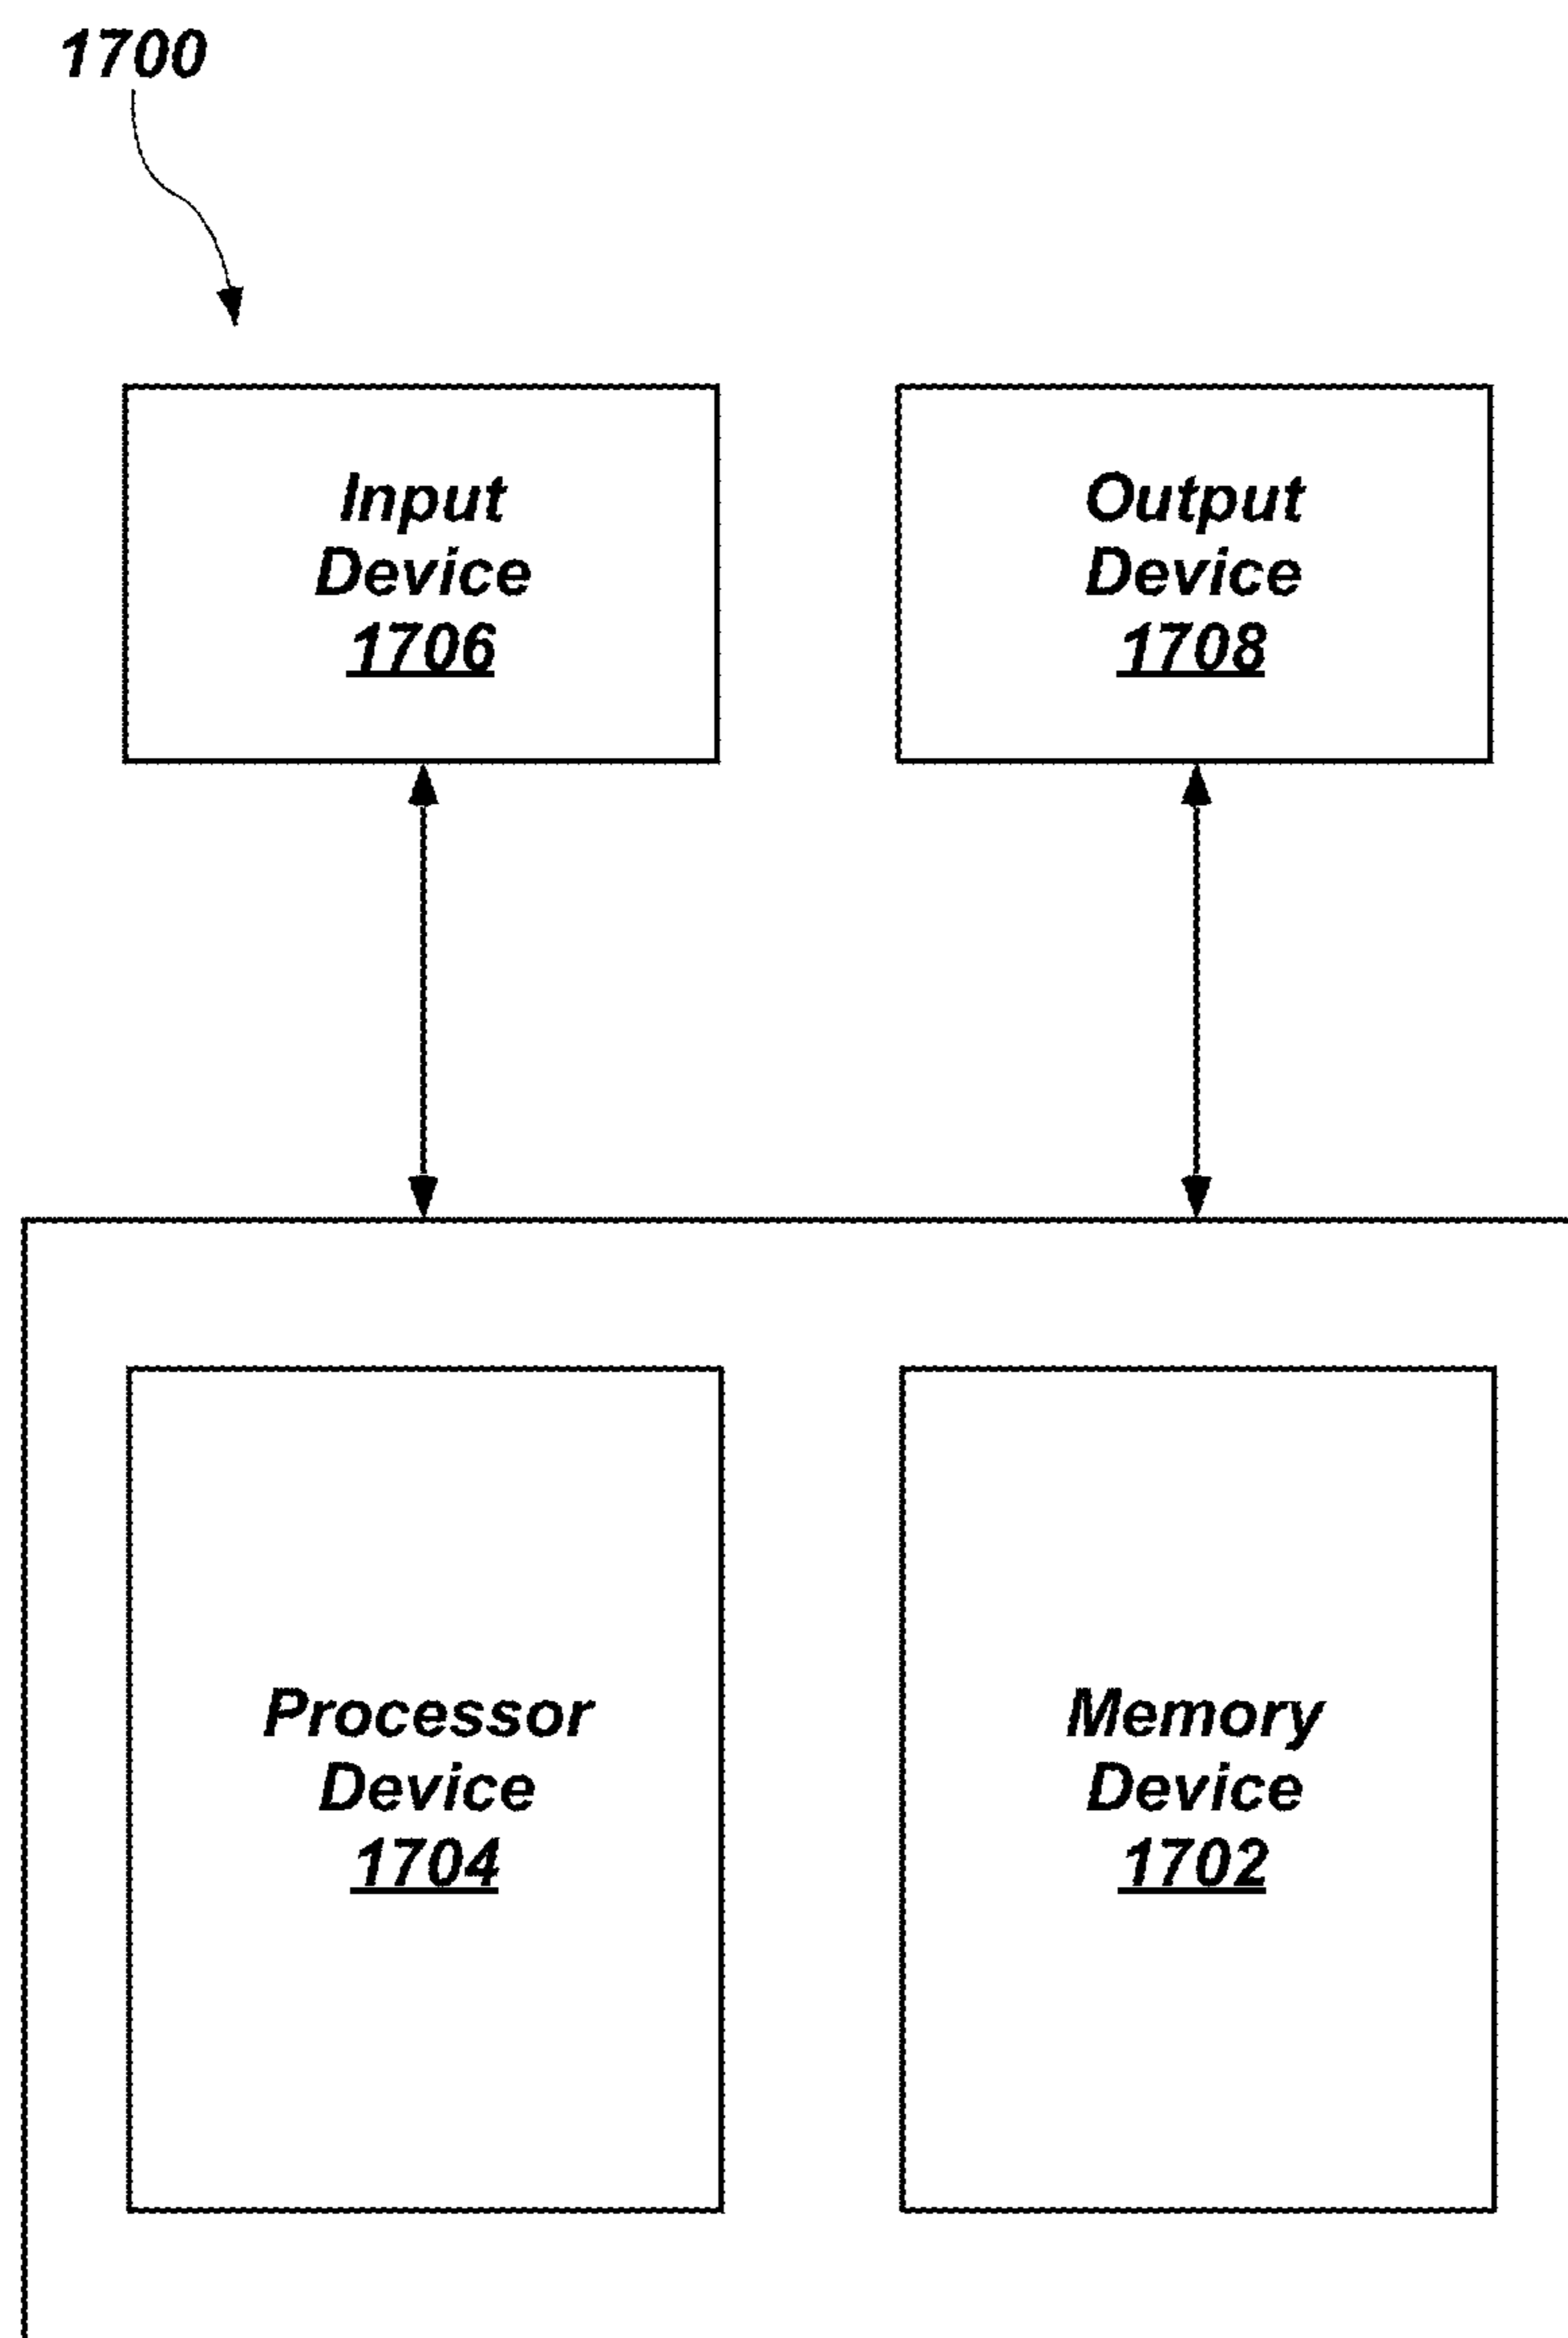 1700
Input
Device
1706
Output
Device
1708
Processor
Device
1704
Memory
Device
1702